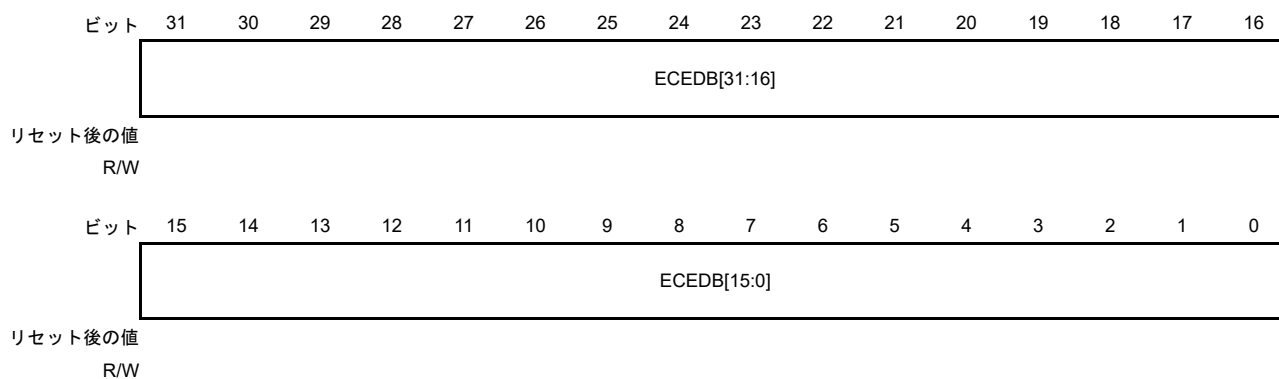 ビット 31 30 29 28 27 26 25 24 23 22 21 20 19 18 17 16
ECEDB[31:16]
リセット後の値
R/W
ビット 15 14 13 12 11 10 9 8 7 6 5 4 3 2 1 0
ECEDB[15:0]
リセット後の値
R/W